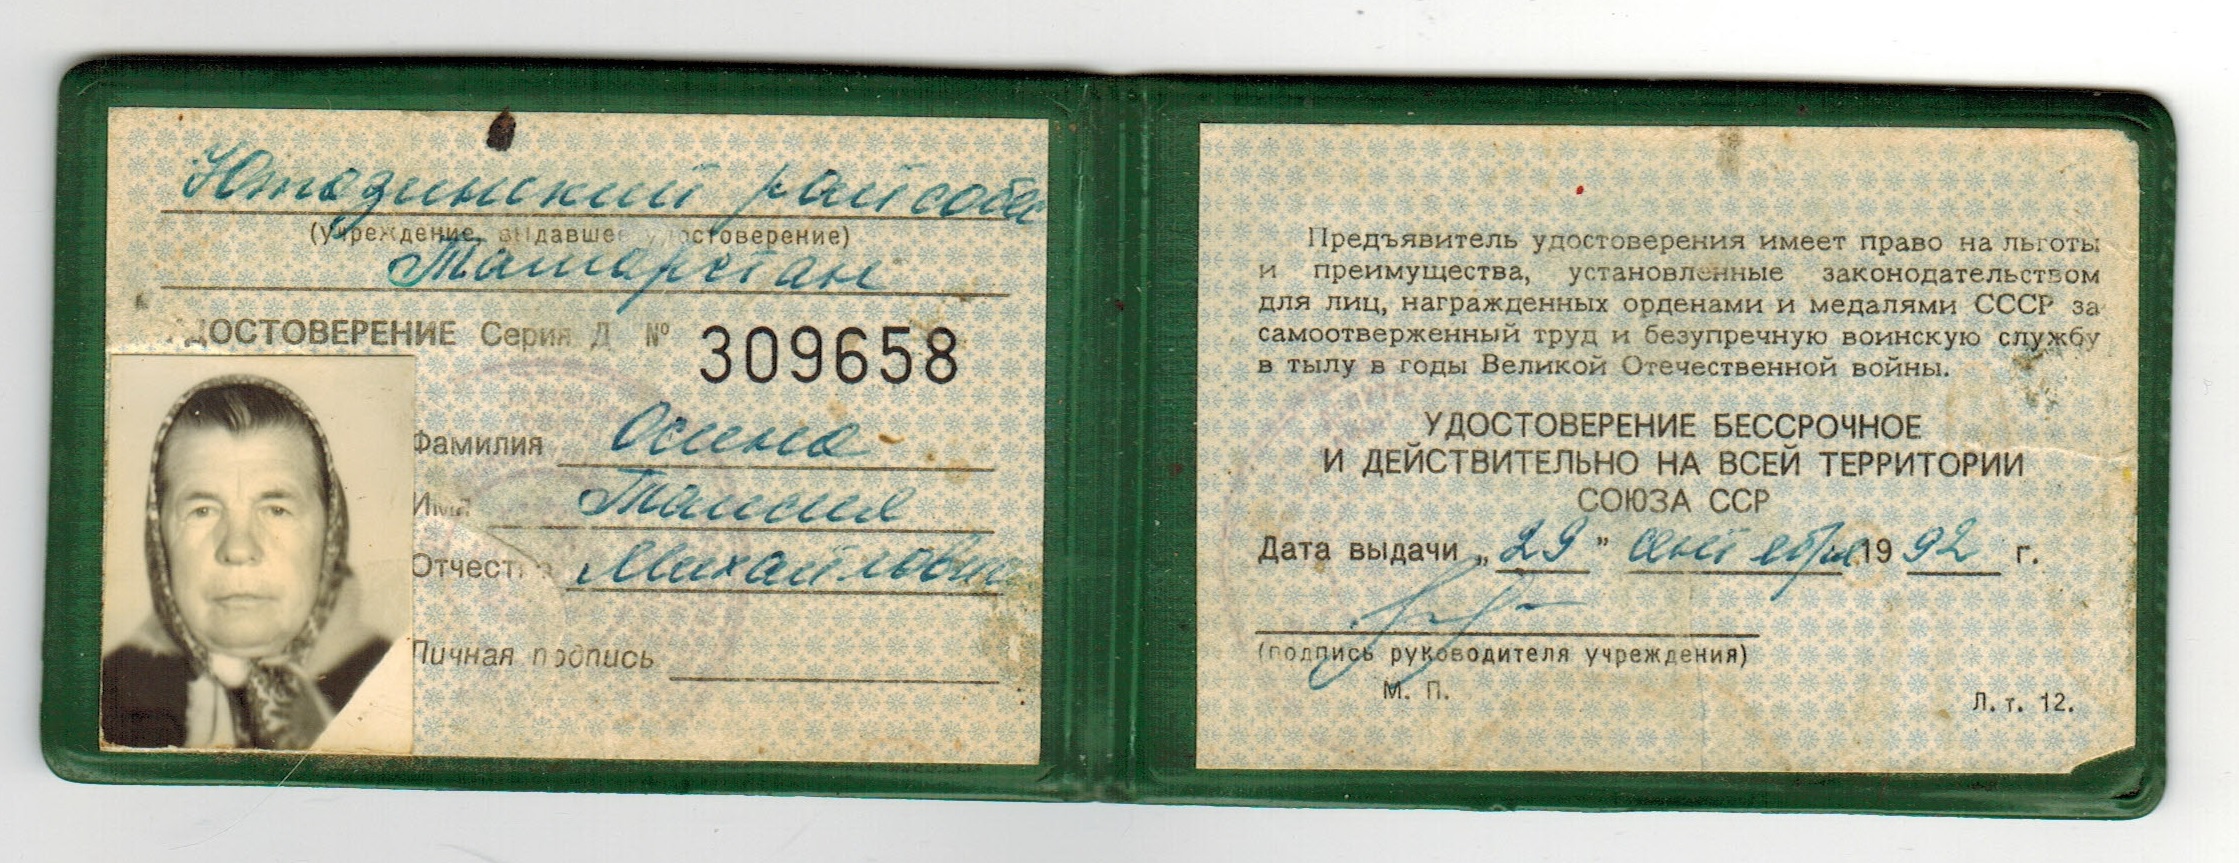 Ютазинский райсове
(учреждение, выдавшее удостоверение)
Татарстан
УДОСТОВЕРЕНИЕ Серия Д № 309658
Фамилия Осина
Имя Таисия
Отчество Михайловн
Личная подпись
Предъявитель удостоверения имеет право на льготы
и преимущества, установленные законодательством
для лиц, награжденных орденами и медалями СССР за
самоотверженный труд и безупречную воинскую службу
в тылу в годы Великой Отечественной войны.
УДОСТОВЕРЕНИЕ БЕССРОЧНОЕ
И ДЕЙСТВИТЕЛЬНО НА ВСЕЙ ТЕРРИТОРИИ
СОЮЗА ССР
Дата выдачи „29" сентября 1992 г.
(подпись руководителя учреждения)
М. П.
Л. т. 12.